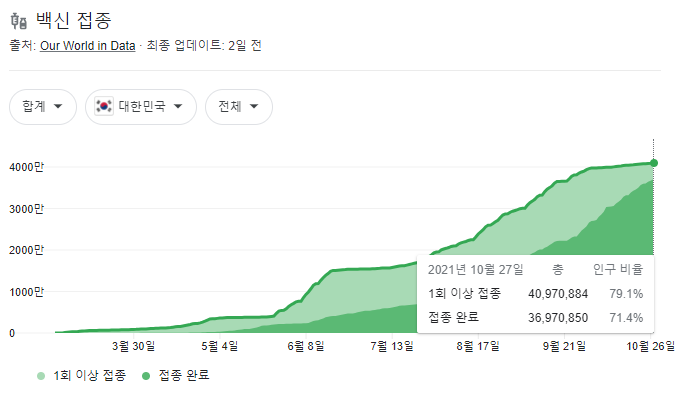 백신 접종
출처: Our World in Data · 최종 업데이트: 2일 전
합계 대한민국 전체
4000만
3000만
2000만
1000만
0
2021년 10월 27일 총 인구 비율
1회 이상 접종 40,970,884 79.1%
접종 완료 36,970,850 71.4%
3월 30일 5월 4일 6월 8일 7월 13일 8월 17일 9월 21일 10월 26일
1회 이상 접종 접종 완료